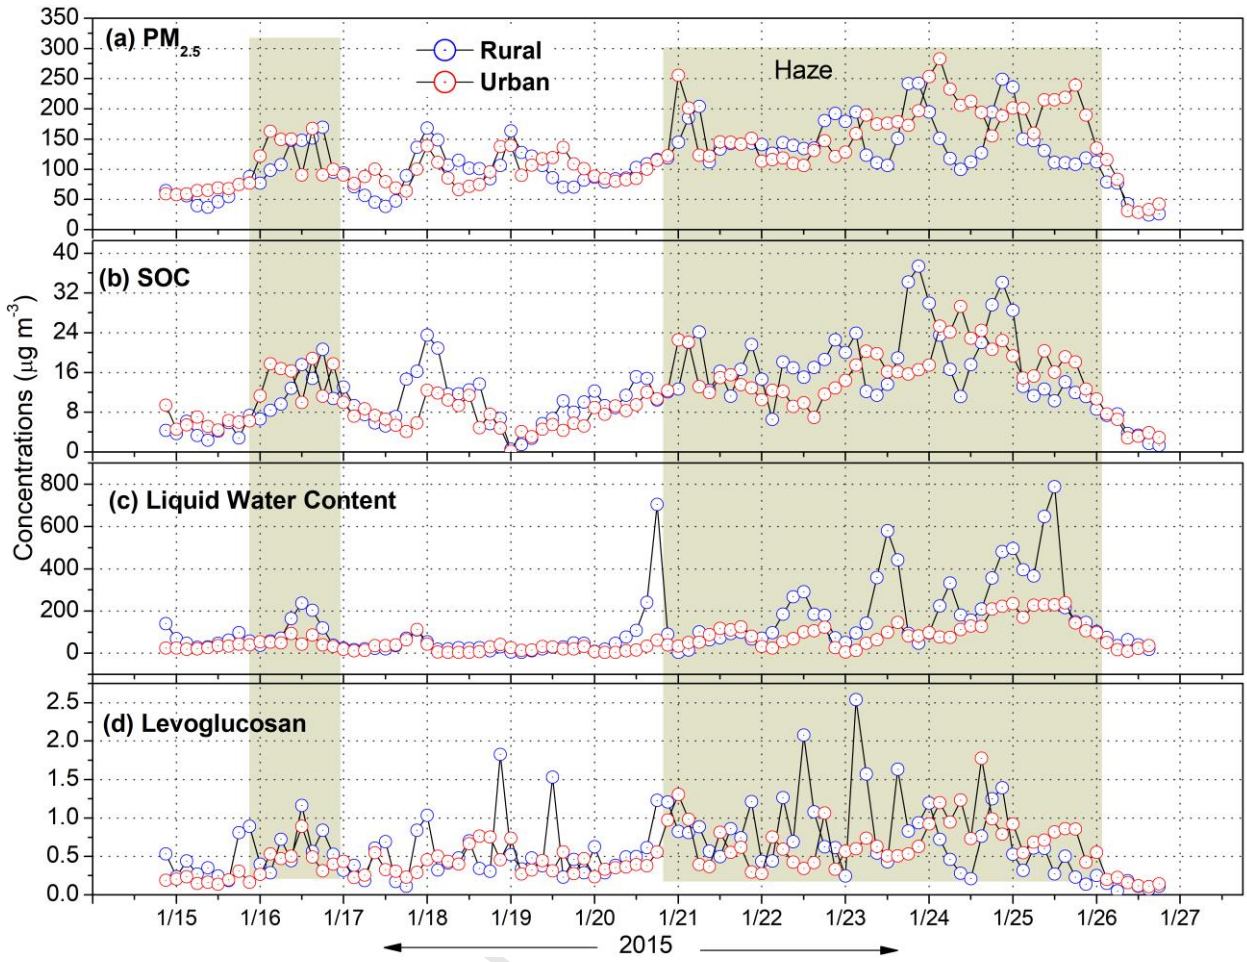 350
300
250
200
150
100
50
0
(a) PM2.5
Rural
Urban
Haze
40
32
24
16
8
0
(b) SOC
Concentrations (μg m-3)
800
600
400
200
0
(c) Liquid Water Content
2.5
2.0
1.5
1.0
0.5
0.0
(d) Levoglucosan
1/15 1/16 1/17 1/18 1/19 1/20 1/21 1/22 1/23 1/24 1/25 1/26 1/27
2015